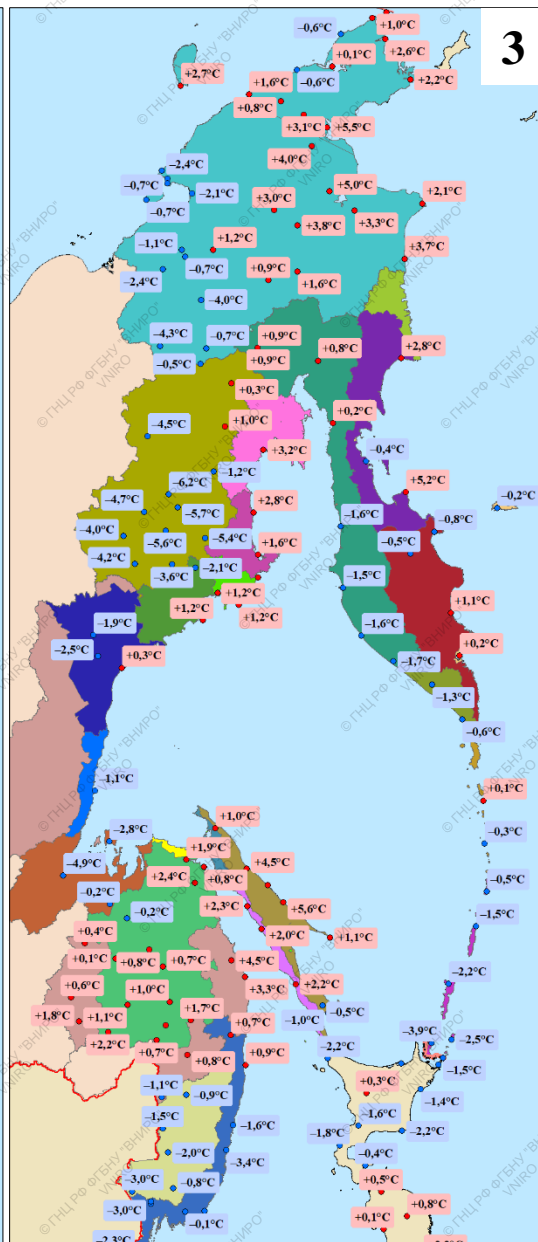 3
–0,6°C
+1,0°C
+2,6°C
+0,1°C
+2,7°C
+1,6°C
–0,6°C
+2,2°C
+0,8°C
+3,1°C
+5,5°C
+4,0°C
–2,4°C
–0,7°C
–2,1°C
+5,0°C
+3,0°C
+2,1°C
–0,7°C
+3,8°C
+3,3°C
–1,1°C
+1,2°C
+3,7°C
–0,7°C
–2,4°C
+0,9°C
+1,6°C
–4,0°C
–4,3°C
–0,7°C
+0,9°C
–0,5°C
+0,9°C
+0,8°C
+2,8°C
+0,3°C
+1,0°C
+0,2°C
–4,5°C
+3,2°C
–0,4°C
–1,2°C
–6,2°C
+5,2°C
–4,7°C
–5,7°C
+2,8°C
–0,2°C
–4,0°C
–5,6°C
–5,4°C
–1,6°C
–0,8°C
–4,2°C
+1,6°C
–0,5°C
–3,6°C
–2,1°C
–1,5°C
+1,2°C
+1,2°C
+1,2°C
+1,1°C
–1,9°C
–1,6°C
–2,5°C
+0,3°C
+0,2°C
–1,7°C
–1,3°C
–0,6°C
–1,1°C
+0,1°C
+1,0°C
–2,8°C
–0,3°C
+1,9°C
–4,9°C
+2,4°C
+0,8°C
+4,5°C
–0,2°C
–0,5°C
–0,2°C
+2,3°C
+5,6°C
–1,5°C
+0,4°C
+2,0°C
+1,1°C
+0,1°C
+0,8°C
+0,7°C
+4,5°C
+0,6°C
+3,3°C
+2,2°C
–2,2°C
+1,8°C
+1,1°C
+1,0°C
+1,7°C
–1,0°C
–0,5°C
+2,2°C
+0,7°C
+0,7°C
+0,8°C
+0,9°C
–2,2°C
–3,9°C
–2,5°C
–1,5°C
–1,1°C
–0,9°C
+0,3°C
–1,4°C
–1,5°C
–1,6°C
–1,6°C
–2,2°C
–1,8°C
–2,0°C
–3,4°C
–0,4°C
–3,0°C
–0,8°C
+0,5°C
–3,0°C
–0,1°C
+0,1°C
+0,8°C
–2,3°C
© ГНЦ РФ ФГБНУ "ВНИРО"
VNIRO